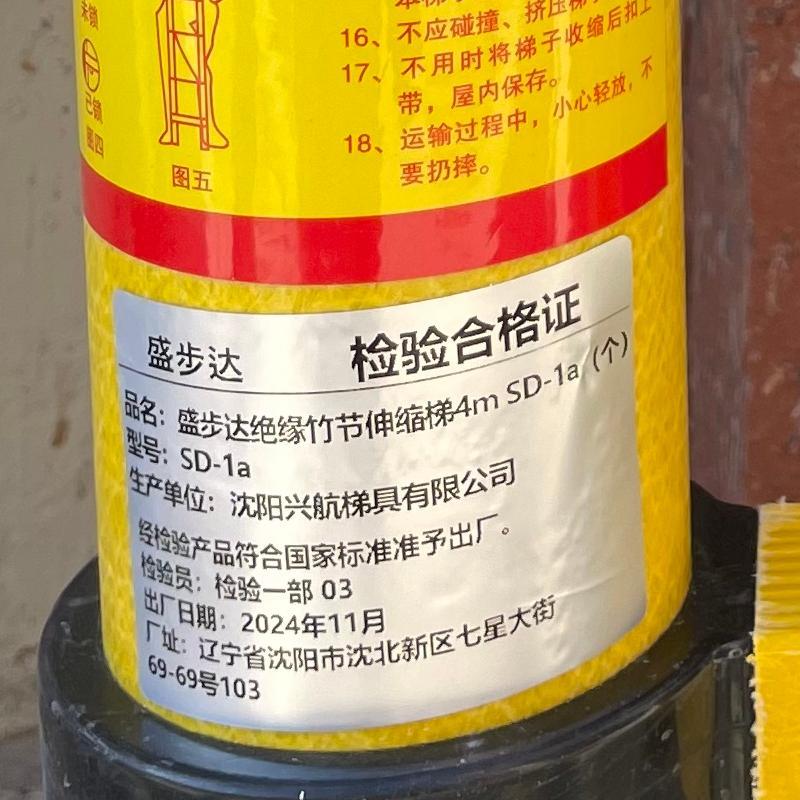 未锁
已锁
图四
图五
16、不应碰撞、挤压梯
17、不用时将梯子收缩后扣上
带，屋内保存。
18、运输过程中，小心轻放，不
要扔摔。
盛步达 检验合格证
品名：盛步达绝缘竹节伸缩梯4m SD-1a（个）
型号：SD-1a
生产单位：沈阳兴航梯具有限公司
经检验产品符合国家标准准予出厂。
检验员：检验一部 03
出厂日期：2024年11月
厂址：辽宁省沈阳市沈北新区七星大街
69-69号103